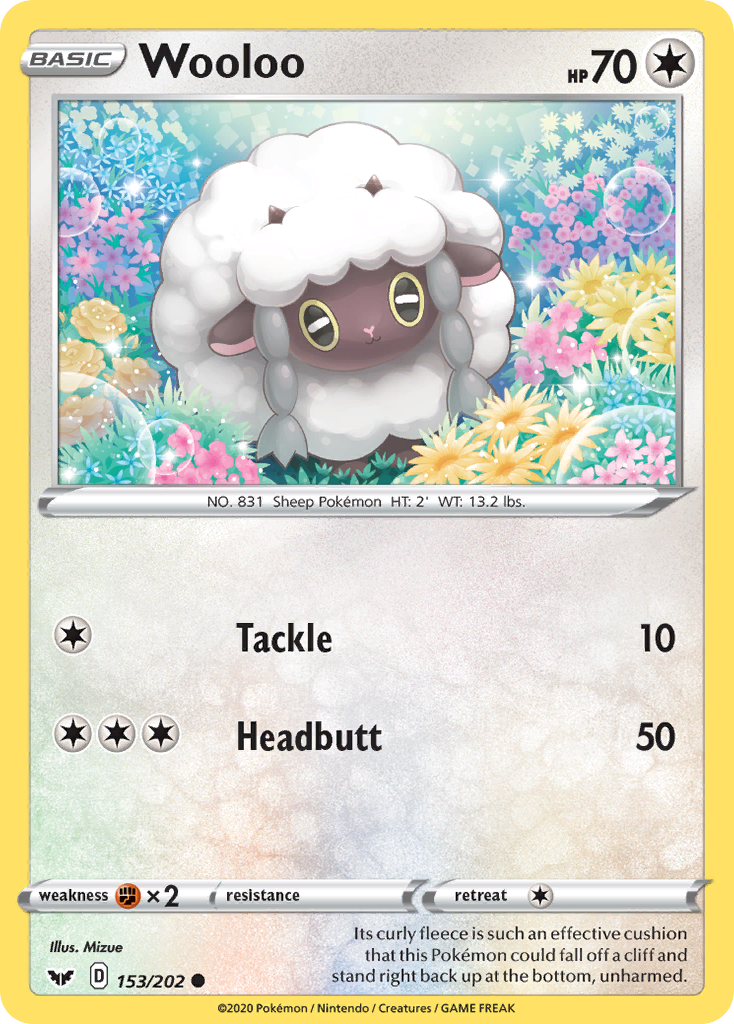 BASIC Wooloo HP 70
NO. 831 Sheep Pokémon HT: 2' WT: 13.2 lbs.
Tackle 10
Headbutt 50
weakness ×2 resistance retreat
Its curly fleece is such an effective cushion
that this Pokémon could fall off a cliff and
stand right back up at the bottom, unharmed.
Illus. Mizue
D 153/202
©2020 Pokémon / Nintendo / Creatures / GAME FREAK